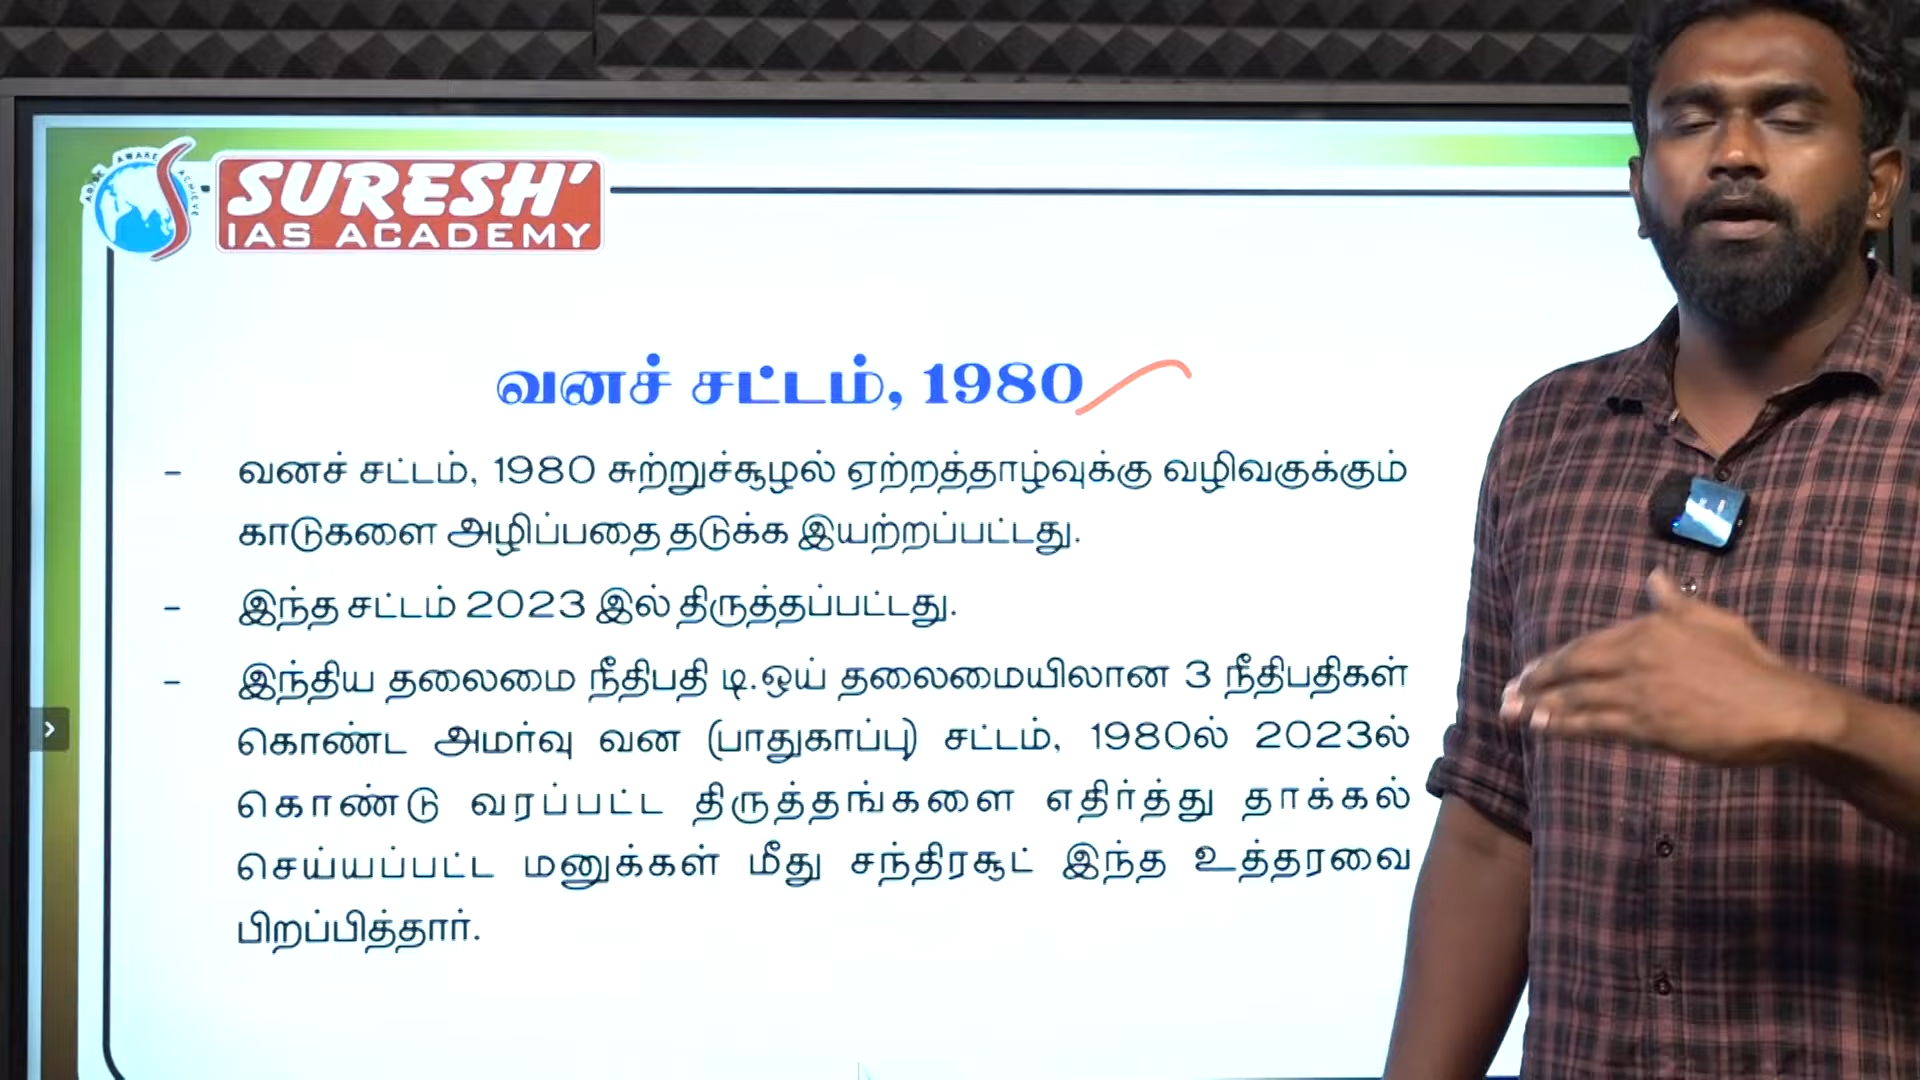 ARISE AWAKE ACHIEVE
SURESH'
IAS ACADEMY
வனச் சட்டம், 1980
- வனச் சட்டம், 1980 சுற்றுச்சூழல் ஏற்றத்தாழ்வுக்கு வழிவகுக்கும்
காடுகளை அழிப்பதை தடுக்க இயற்றப்பட்டது.
- இந்த சட்டம் 2023 இல் திருத்தப்பட்டது.
- இந்திய தலைமை நீதிபதி டி.ஒய் தலைமையிலான 3 நீதிபதிகள்
கொண்ட அமர்வு வன (பாதுகாப்பு) சட்டம், 1980ல் 2023ல்
கொண்டு வரப்பட்ட திருத்தங்களை எதிர்த்து தாக்கல்
செய்யப்பட்ட மனுக்கள் மீது சந்திரசூட் இந்த உத்தரவை
பிறப்பித்தார்.